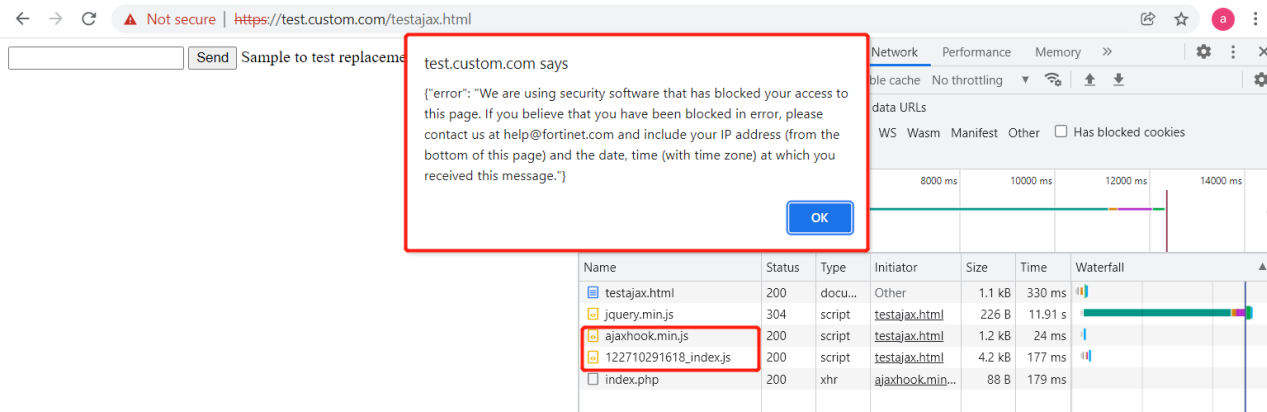 Not secure | https://test.custom.com/testajax.html
a
Send Sample to test replaceme
test.custom.com says
{"error": "We are using security software that has blocked your access to
this page. If you believe that you have been blocked in error, please
contact us at help@fortinet.com and include your IP address (from the
bottom of this page) and the date, time (with time zone) at which you
received this message."}
OK
Network Performance Memory »
ble cache No throttling
data URLs
WS Wasm Manifest Other Has blocked cookies
8000 ms 10000 ms 12000 ms 14000 ms
Name Status Type Initiator Size Time Waterfall
testajax.html 200 docu... Other 1.1 kB 330 ms
jquery.min.js 304 script testajax.html 226 B 11.91 s
ajaxhook.min.js 200 script testajax.html 1.2 kB 24 ms
122710291618_index.js 200 script testajax.html 4.2 kB 177 ms
index.php 200 xhr ajaxhook.min... 88 B 179 ms